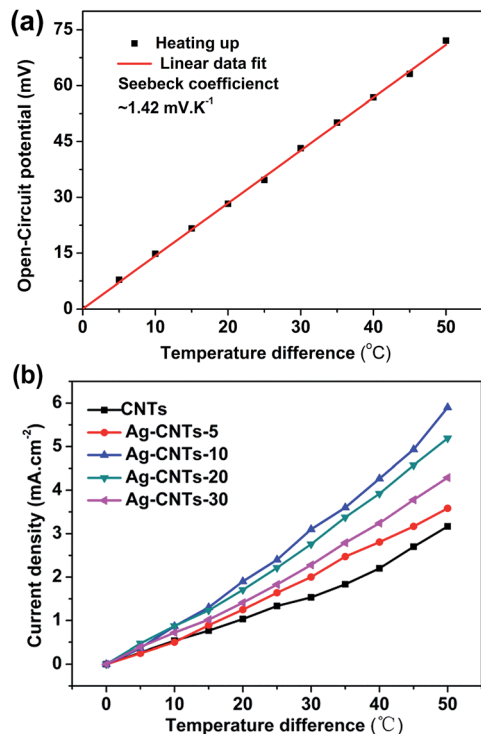 (a)
75
60
45
30
15
0
Open-Circuit potential (mV)
Heating up
Linear data fit
Seebeck coefficienct
~1.42 mV.K⁻¹
0 10 20 30 40 50
Temperature difference (°C)
(b)
6
5
4
3
2
1
0
Current density (mA.cm⁻²)
CNTs
Ag-CNTs-5
Ag-CNTs-10
Ag-CNTs-20
Ag-CNTs-30
0 10 20 30 40 50
Temperature difference (℃)